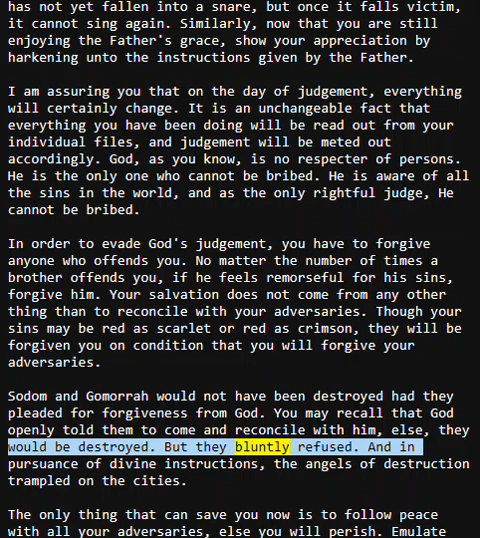 has not yet fallen into a snare, but once it falls victim,
it cannot sing again. Similarly, now that you are still
enjoying the Father's grace, show your appreciation by
harkening unto the instructions given by the Father.
I am assuring you that on the day of judgement, everything
will certainly change. It is an unchangeable fact that
everything you have been doing will be read out from your
individual files, and judgement will be meted out
accordingly. God, as you know, is no respecter of persons.
He is the only one who cannot be bribed. He is aware of all
the sins in the world, and as the only rightful judge, He
cannot be bribed.
In order to evade God's judgement, you have to forgive
anyone who offends you. No matter the number of times a
brother offends you, if he feels remorseful for his sins,
forgive him. Your salvation does not come from any other
thing than to reconcile with your adversaries. Though your
sins may be red as scarlet or red as crimson, they will be
forgiven you on condition that you will forgive your
adversaries.
Sodom and Gomorrah would not have been destroyed had they
pleaded for forgiveness from God. You may recall that God
openly told them to come and reconcile with him, else, they
would be destroyed. But they bluntly refused. And in
pursuance of divine instructions, the angels of destruction
trampled on the cities.
The only thing that can save you now is to follow peace
with all your adversaries, else you will perish. Emulate